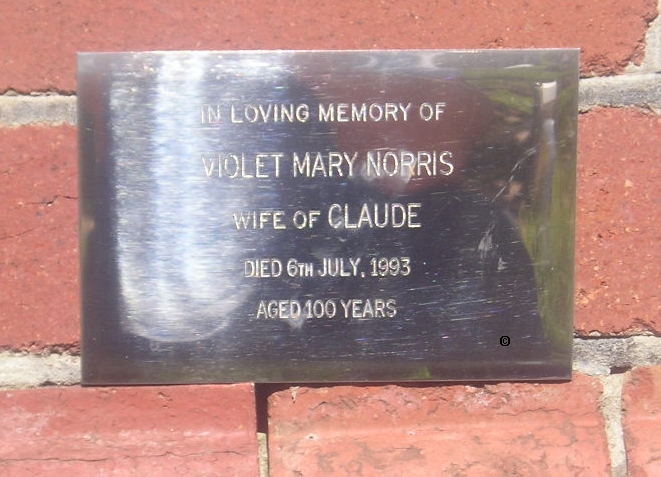 IN LOVING MEMORY OF
VIOLET MARY NORRIS
WIFE OF CLAUDE
DIED 6TH JULY, 1993
AGED 100 YEARS
©